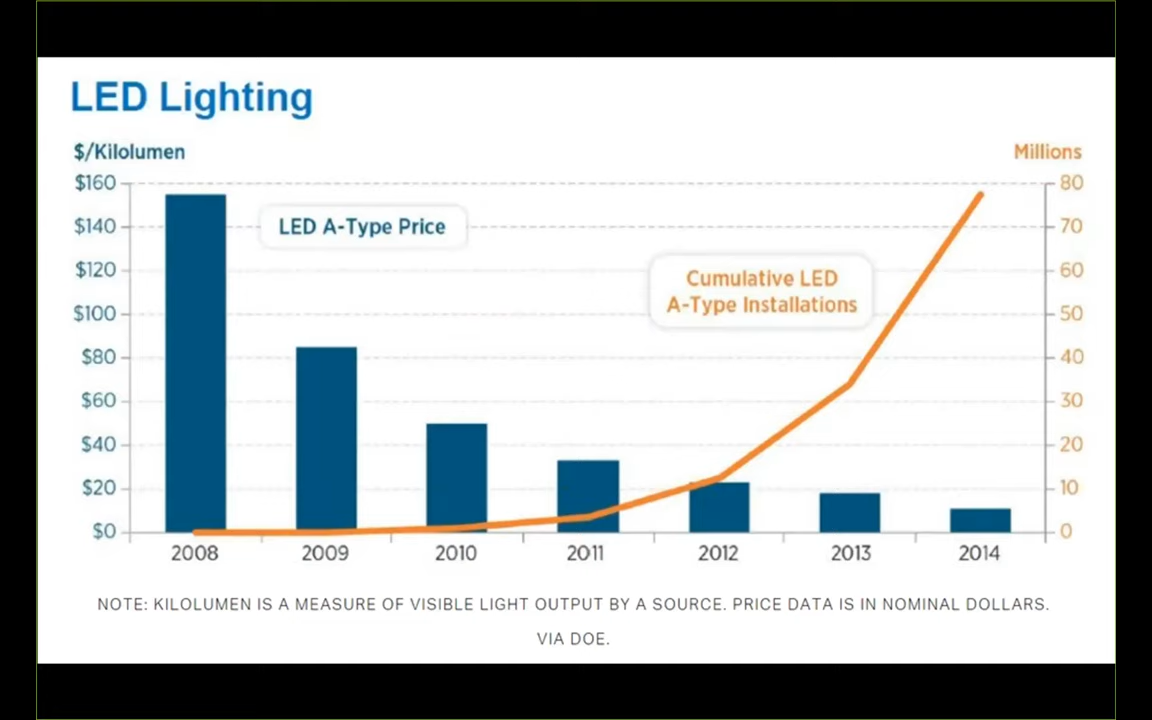 LED Lighting
$/Kilolumen
Millions
$160
80
$140
LED A-Type Price
70
$120
60
Cumulative LED
A-Type Installations
$100
50
$80
40
$60
30
$40
20
$20
10
$0
0
2008 2009 2010 2011 2012 2013 2014
NOTE: KILOLUMEN IS A MEASURE OF VISIBLE LIGHT OUTPUT BY A SOURCE. PRICE DATA IS IN NOMINAL DOLLARS.
VIA DOE.